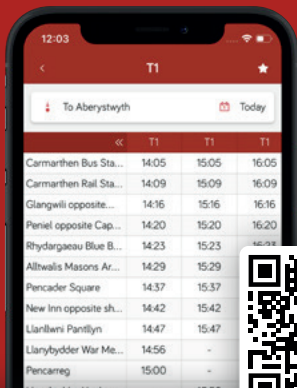 12:03
T1
To Aberystwyth Today
« T1 T1 T1
Carmarthen Bus Sta... 14:05 15:05 16:05
Carmarthen Rail Sta... 14:09 15:09 16:09
Glangwili opposite... 14:16 15:16 16:16
Peniel opposite Cap... 14:20 15:20 16:20
Rhydargaeau Blue B... 14:23 15:23 16:23
Alltwalis Masons Ar... 14:29 15:29
Pencader Square 14:37 15:37
New Inn opposite sh... 14:42 15:42
Llanllwni Pantllyn 14:47 15:47
Llanybydder War Me... 14:56 -
Pencarreg 15:00 -